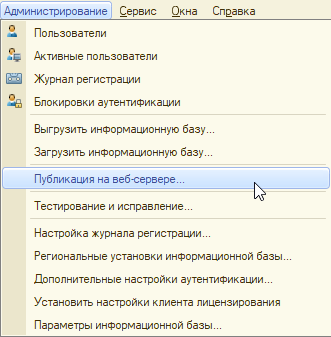 Администрирование Сервис Окна Справка
Пользователи
Активные пользователи
Журнал регистрации
Блокировки аутентификации
Выгрузить информационную базу...
Загрузить информационную базу...
Публикация на веб-сервере...
Тестирование и исправление...
Настройка журнала регистрации...
Региональные установки информационной базы...
Дополнительные настройки аутентификации...
Установить настройки клиента лицензирования
Параметры информационной базы...